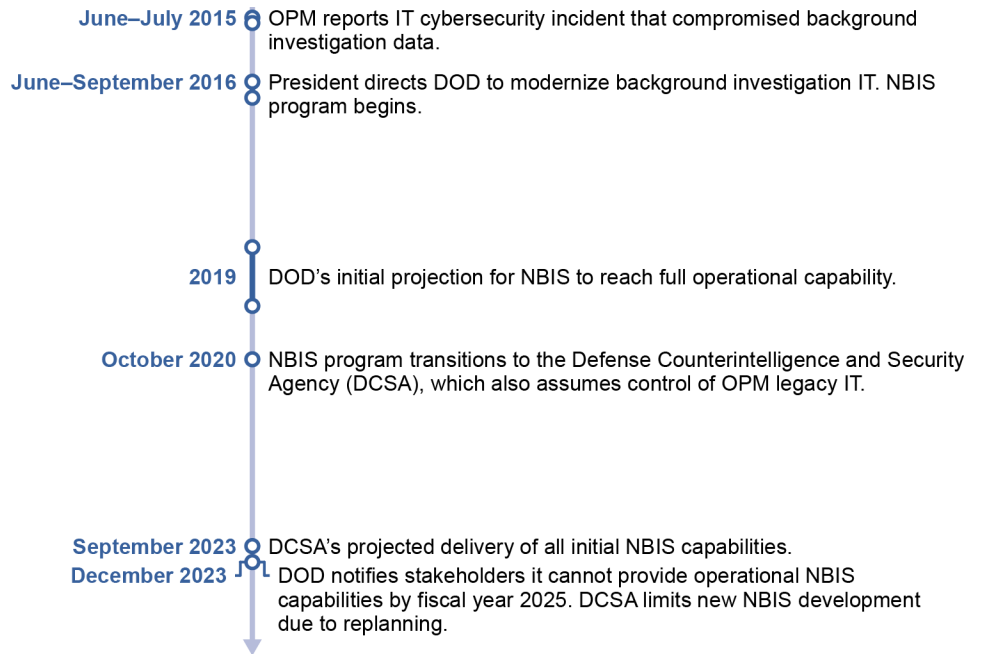 June–July 2015 OPM reports IT cybersecurity incident that compromised background
investigation data.
June–September 2016 President directs DOD to modernize background investigation IT. NBIS
program begins.
2019 DOD’s initial projection for NBIS to reach full operational capability.
October 2020 NBIS program transitions to the Defense Counterintelligence and Security
Agency (DCSA), which also assumes control of OPM legacy IT.
September 2023 DCSA’s projected delivery of all initial NBIS capabilities.
December 2023 DOD notifies stakeholders it cannot provide operational NBIS
capabilities by fiscal year 2025. DCSA limits new NBIS development
due to replanning.